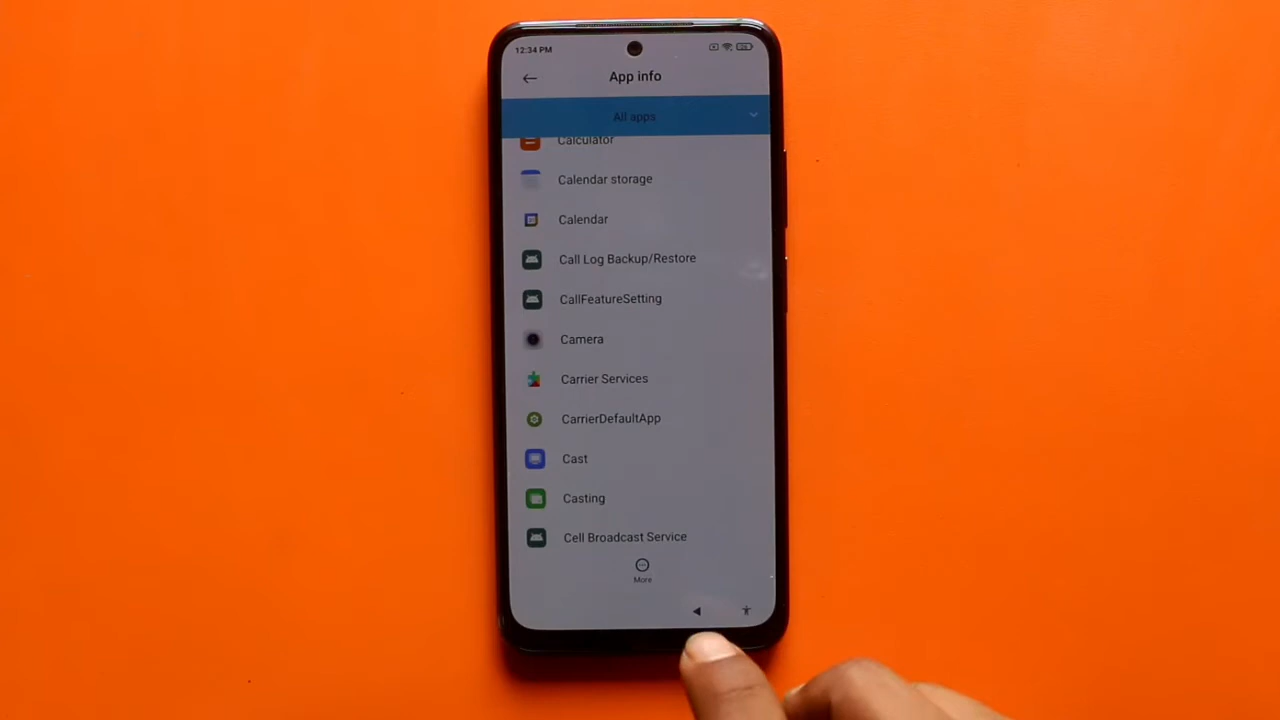 12:34 PM
App info
All apps
Calculator
Calendar storage
Calendar
Call Log Backup/Restore
CallFeatureSetting
Camera
Carrier Services
CarrierDefaultApp
Cast
Casting
Cell Broadcast Service
More